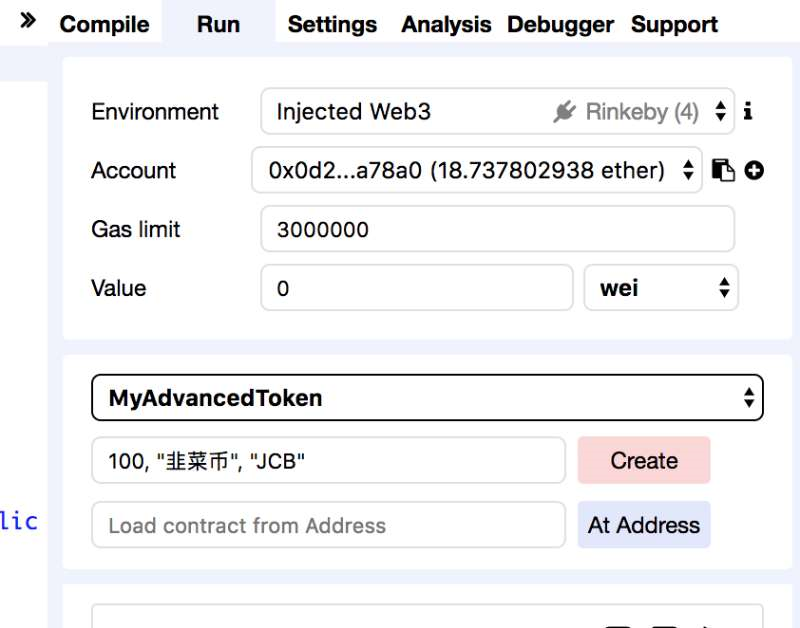 Compile Run Settings Analysis Debugger Support
Environment Injected Web3 Rinkeby (4)
Account 0x0d2...a78a0 (18.737802938 ether)
Gas limit 3000000
Value 0 wei
MyAdvancedToken
100, "韭菜币", "JCB" Create
lic Load contract from Address At Address